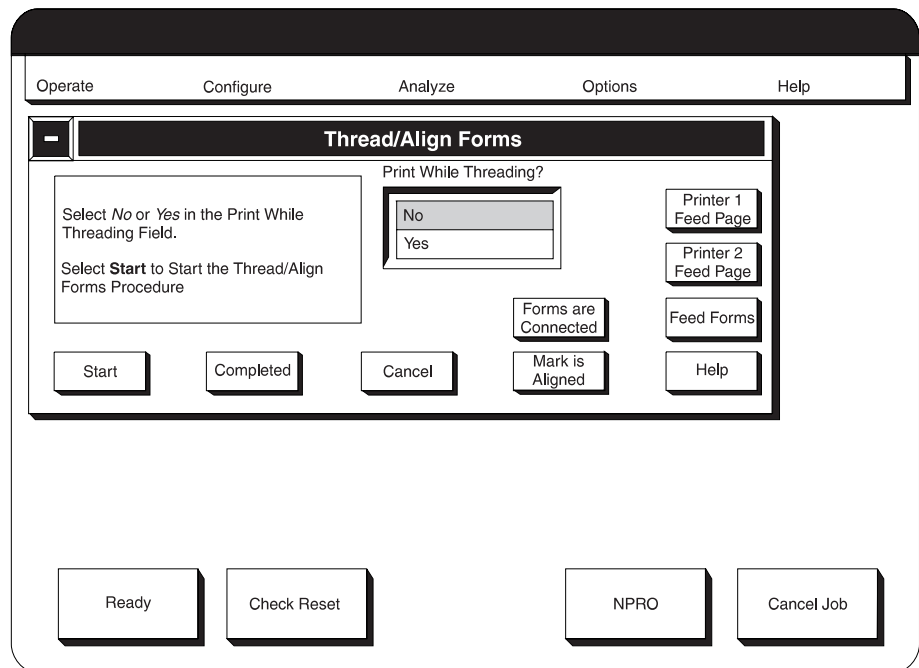 Operate Configure Analyze Options Help
Thread/Align Forms
Print While Threading?
Select No or Yes in the Print While
Threading Field.
Select Start to Start the Thread/Align
Forms Procedure
No
Yes
Printer 1
Feed Page
Printer 2
Feed Page
Forms are
Connected
Feed Forms
Start
Completed
Cancel
Mark is
Aligned
Help
Ready
Check Reset
NPRO
Cancel Job